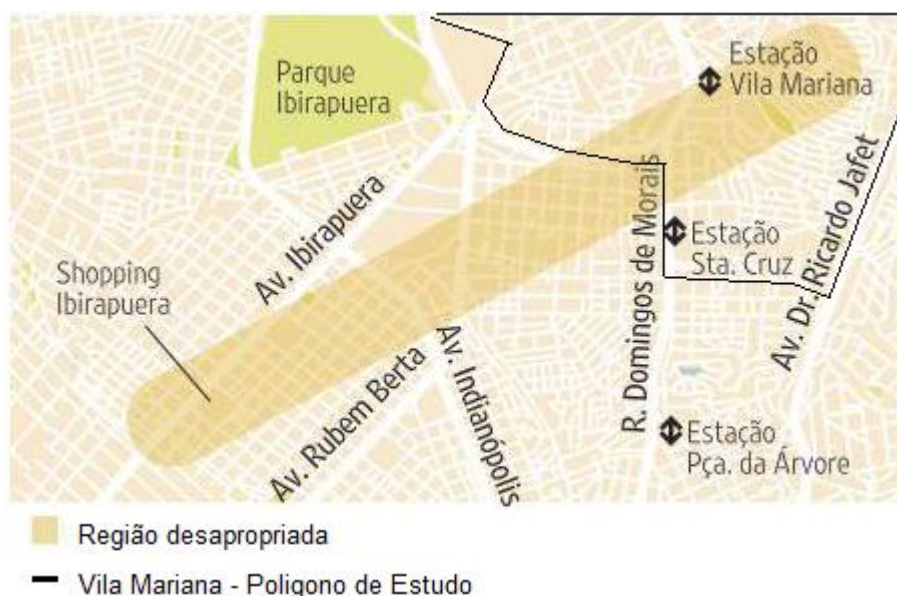 Parque
Ibirapuera
Estação
Vila Mariana
Av. Ibirapuera
Shopping
Ibirapuera
R. Domingos de Morais
Estação
Sta. Cruz
Av. Dr. Ricardo Jafet
Av. Rubem Berta
Av. Indianópolis
Estação
Pça. da Árvore
Região desapropriada
Vila Mariana - Poligono de Estudo